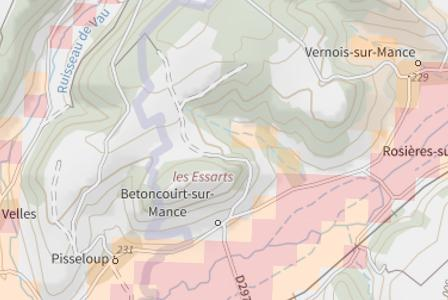 Ruisseau de Vau
Vernois-sur-Mance
229
Rosières-su
les Essarts
Betoncourt-sur-
Mance
Velles
231
Pisseloup
D297